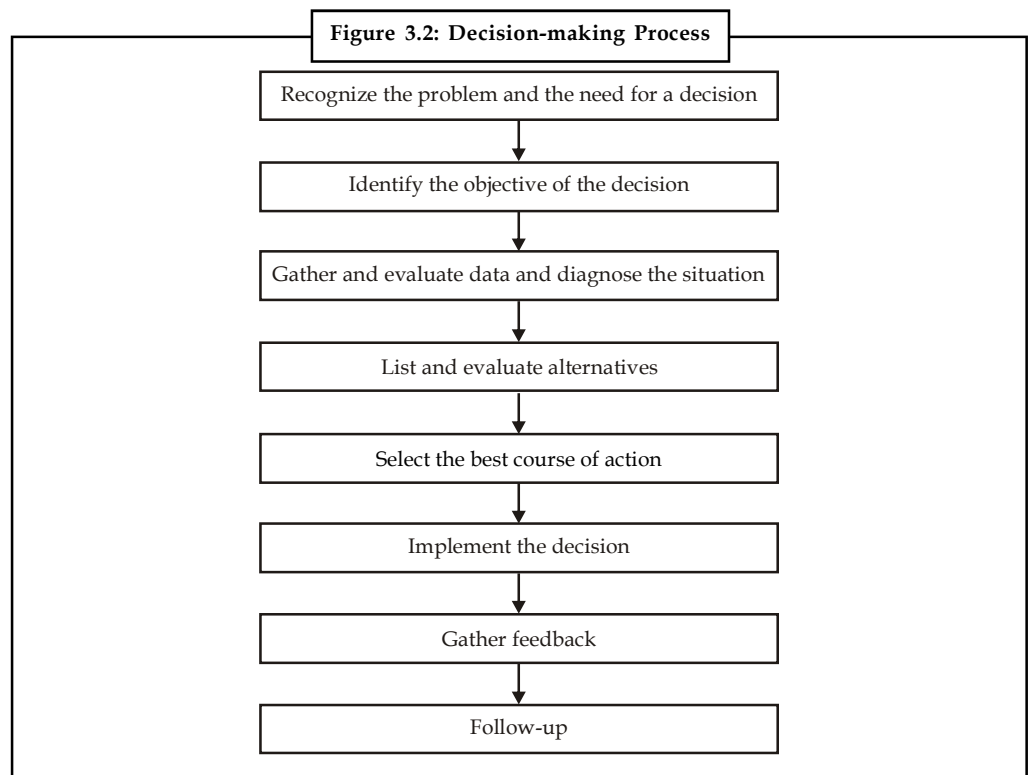 Figure 3.2: Decision-making Process
Recognize the problem and the need for a decision
Identify the objective of the decision
Gather and evaluate data and diagnose the situation
List and evaluate alternatives
Select the best course of action
Implement the decision
Gather feedback
Follow-up